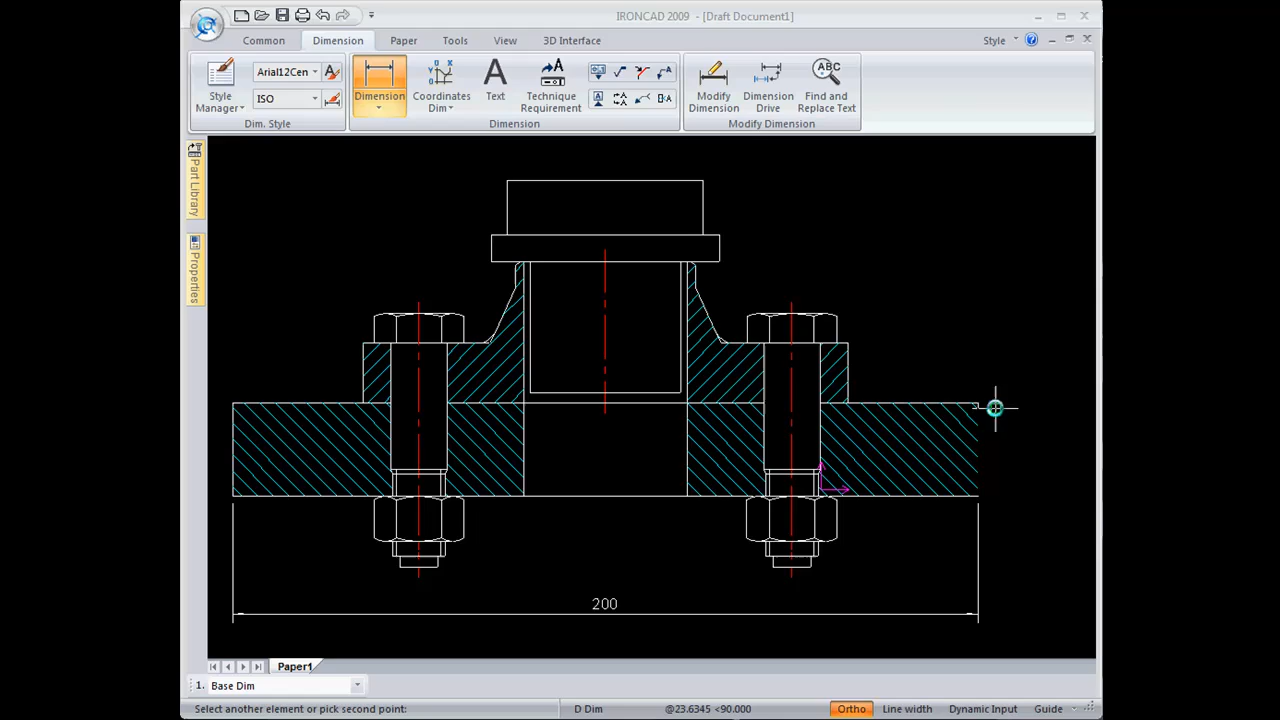 IRONCAD 2009 - [Draft Document1]
Common Dimension Paper Tools View 3D Interface Style
Style Manager
Arial12Cen
ISO
Dim. Style
Dimension
Coordinates Dim
Text
Technique Requirement
Dimension
Modify Dimension
Dimension Drive
Find and Replace Text
Modify Dimension
Part Library
Properties
200
Paper1
1. Base Dim
Select another element or pick second point: D Dim @23.6345 <90.000 Ortho Line width Dynamic Input Guide